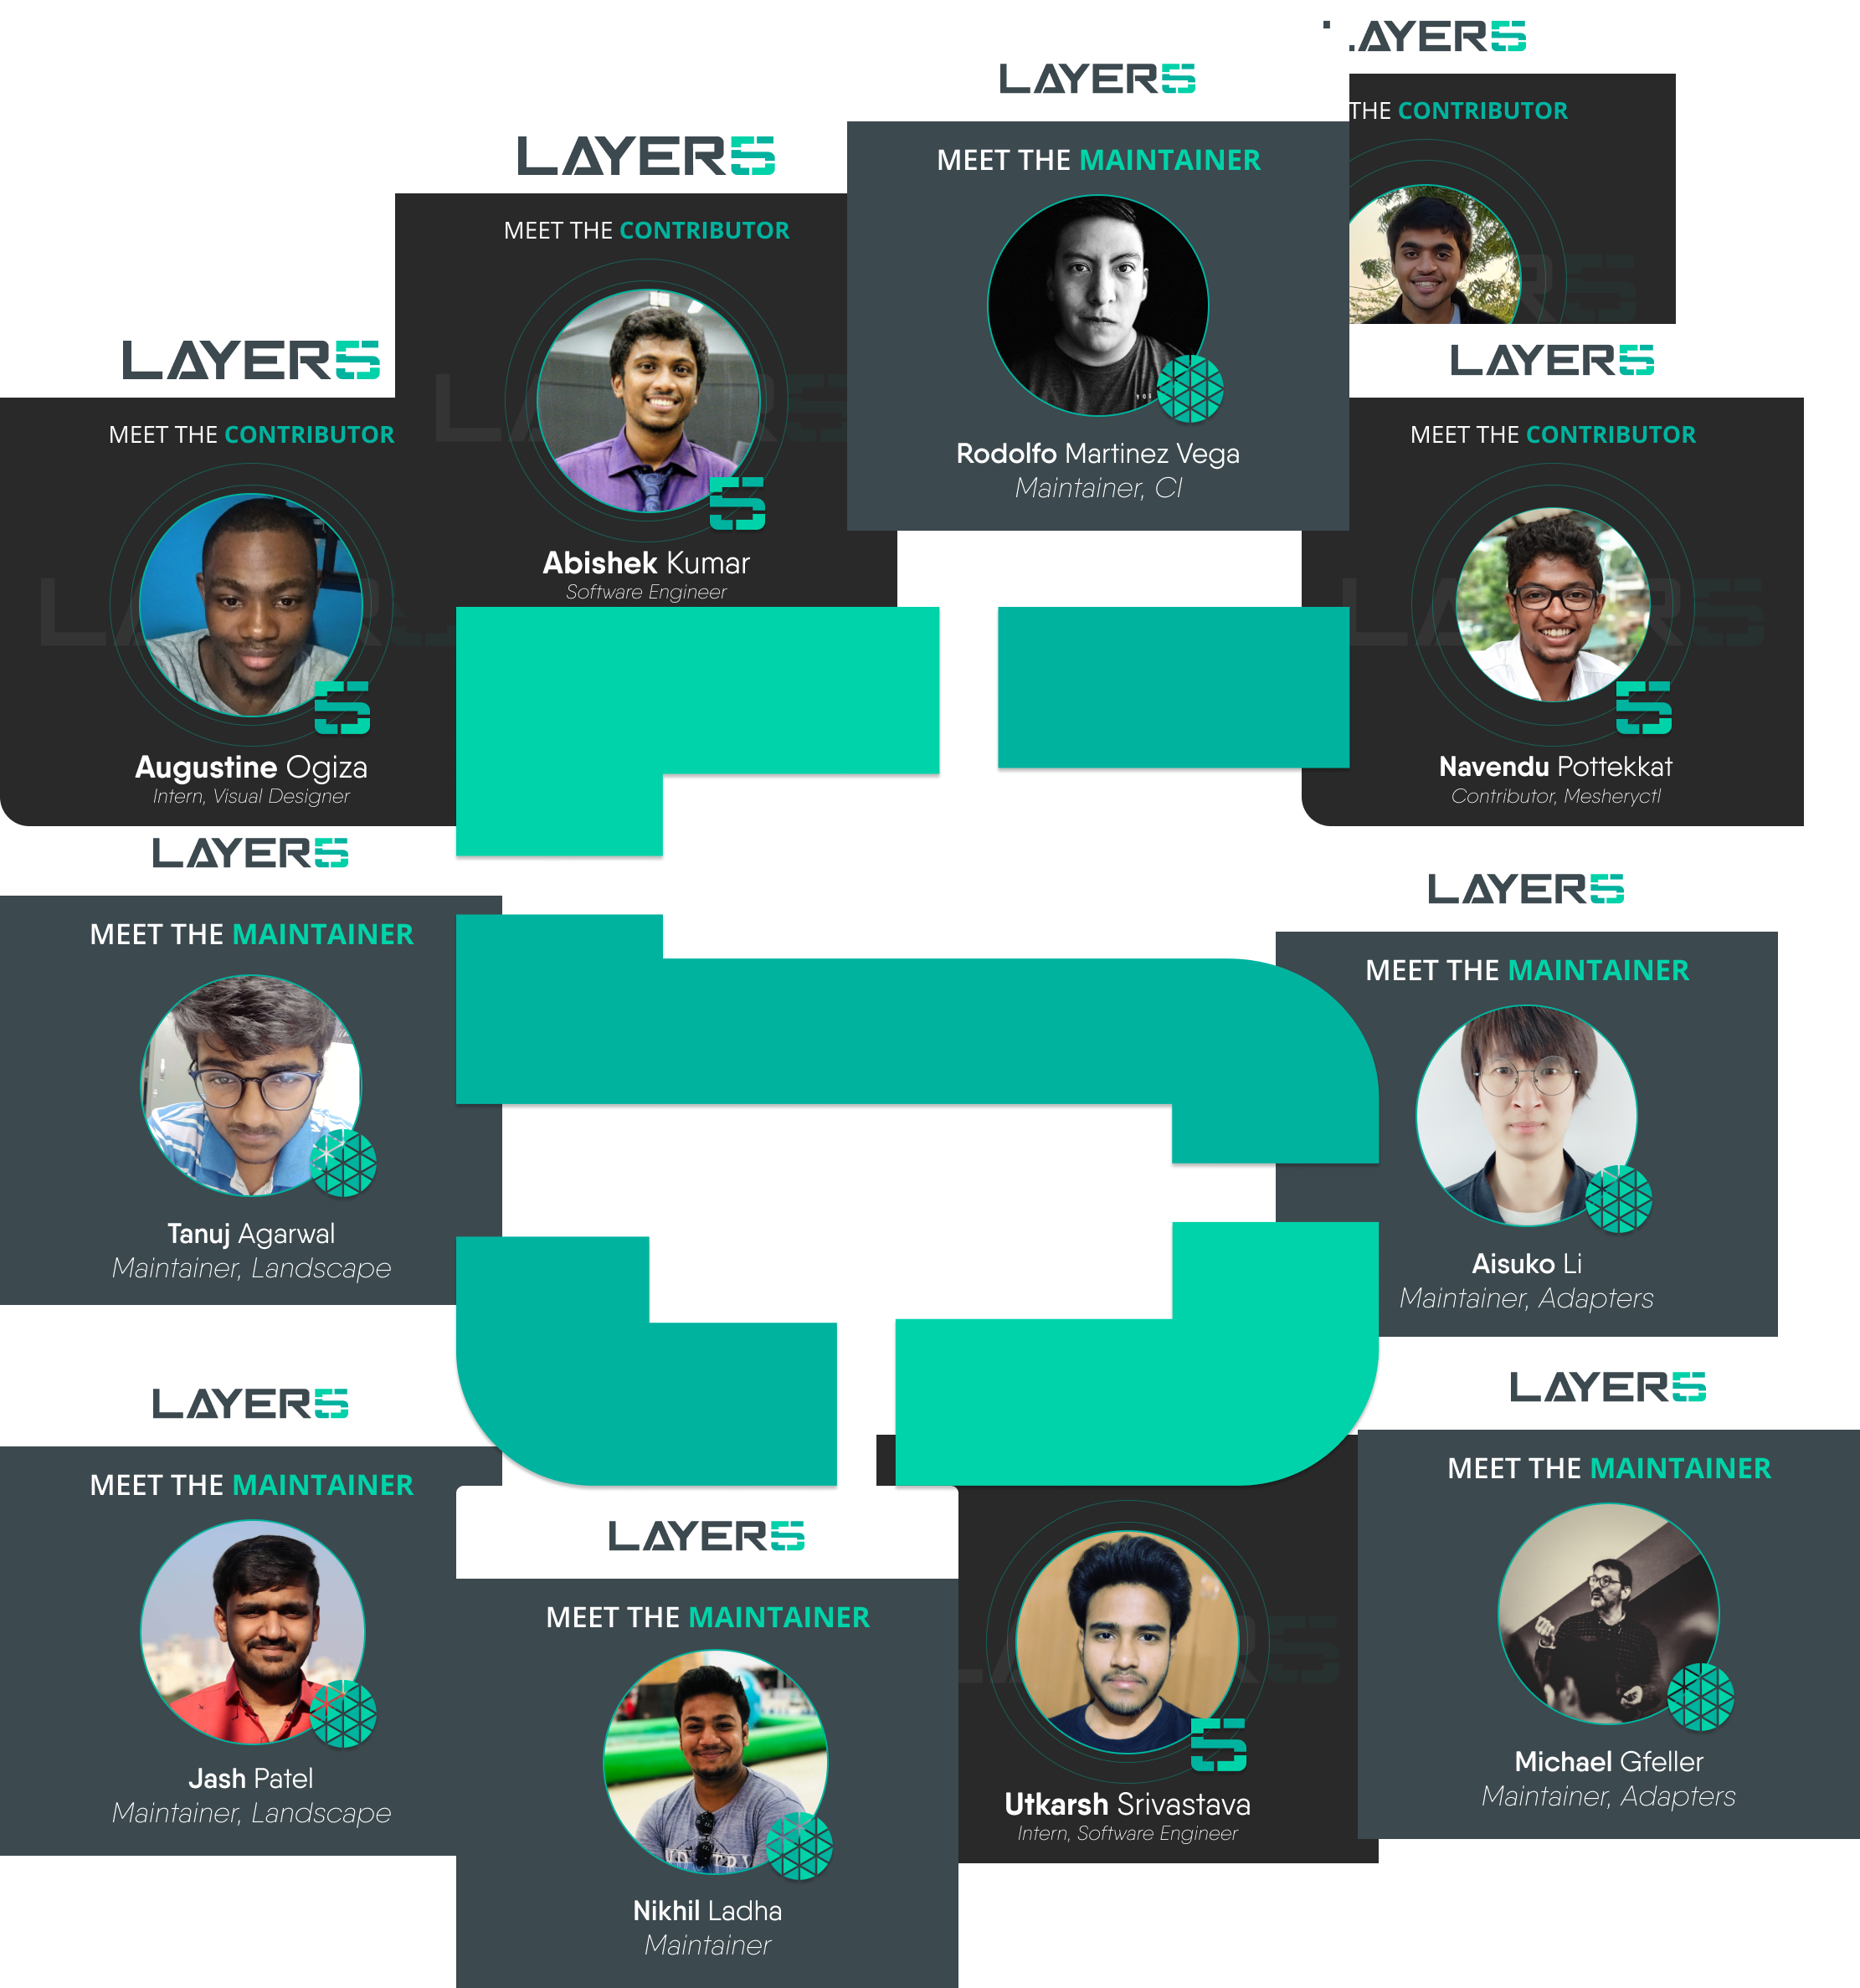 LAYER5
THE CONTRIBUTOR
LAYER5
MEET THE MAINTAINER
Rodolfo Martinez Vega
Maintainer, CI
LAYER5
MEET THE CONTRIBUTOR
Abishek Kumar
Software Engineer
LAYER5
MEET THE CONTRIBUTOR
Augustine Ogiza
Intern, Visual Designer
LAYER5
MEET THE CONTRIBUTOR
Navendu Pottekkat
Contributor, Mesheryctl
LAYER5
MEET THE MAINTAINER
Tanuj Agarwal
Maintainer, Landscape
LAYER5
MEET THE MAINTAINER
Aisuko Li
Maintainer, Adapters
LAYER5
MEET THE MAINTAINER
Jash Patel
Maintainer, Landscape
LAYER5
MEET THE MAINTAINER
Nikhil Ladha
Maintainer
Utkarsh Srivastava
Intern, Software Engineer
LAYER5
MEET THE MAINTAINER
Michael Gfeller
Maintainer, Adapters